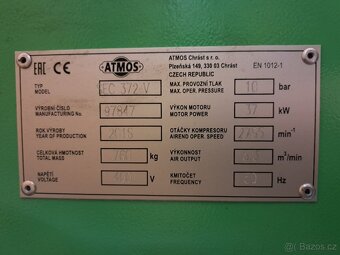 ATMOS
ATMOS Chrást s r. o.
Plzeňská 149, 330 03 Chrást
CZECH REPUBLIC
EN 1012-1
EAC CE
TYP
MODEL
EC 372 V
MAX. PROVOZNÍ TLAK
MAX. OPER. PRESSURE
10
bar
VÝROBNÍ ČÍSLO
MANUFACTURING No.
97847
VÝKON MOTORU
MOTOR POWER
37
kW
ROK VÝROBY
YEAR OF PRODUCTION
2015
OTÁČKY KOMPRESORU
AIREND OPER. SPEED
min⁻¹
CELKOVÁ HMOTNOST
TOTAL MASS
kg
VÝKONNOST
AIR OUTPUT
m³/min
NAPĚTÍ
VOLTAGE
V
KMITOČET
FREQUENCY
50
Hz
bazos.cz